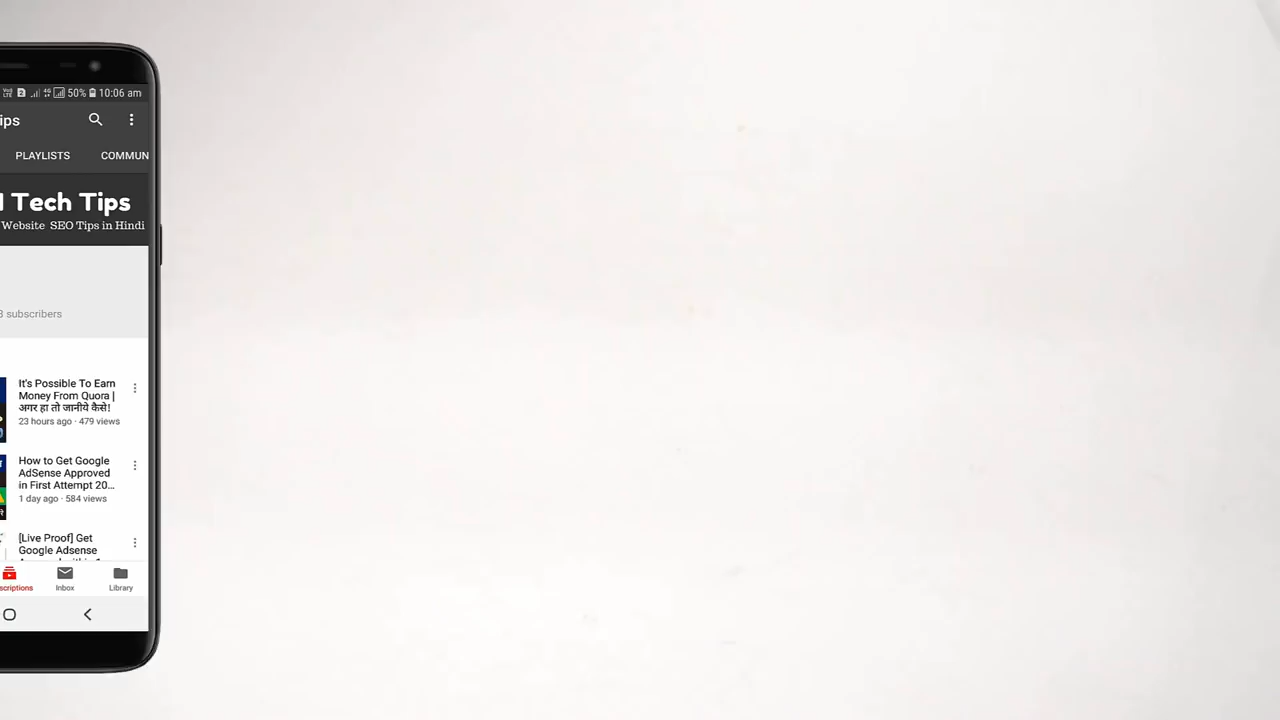 50% 10:06 am
ips
PLAYLISTS COMMUN
Tech Tips
Website SEO Tips in Hindi
3 subscribers
It's Possible To Earn
Money From Quora |
अगर हा तो जानीये कैसे!
23 hours ago · 479 views
How to Get Google
AdSense Approved
in First Attempt 20...
1 day ago · 584 views
[Live Proof] Get
Google Adsense
scriptions Inbox Library